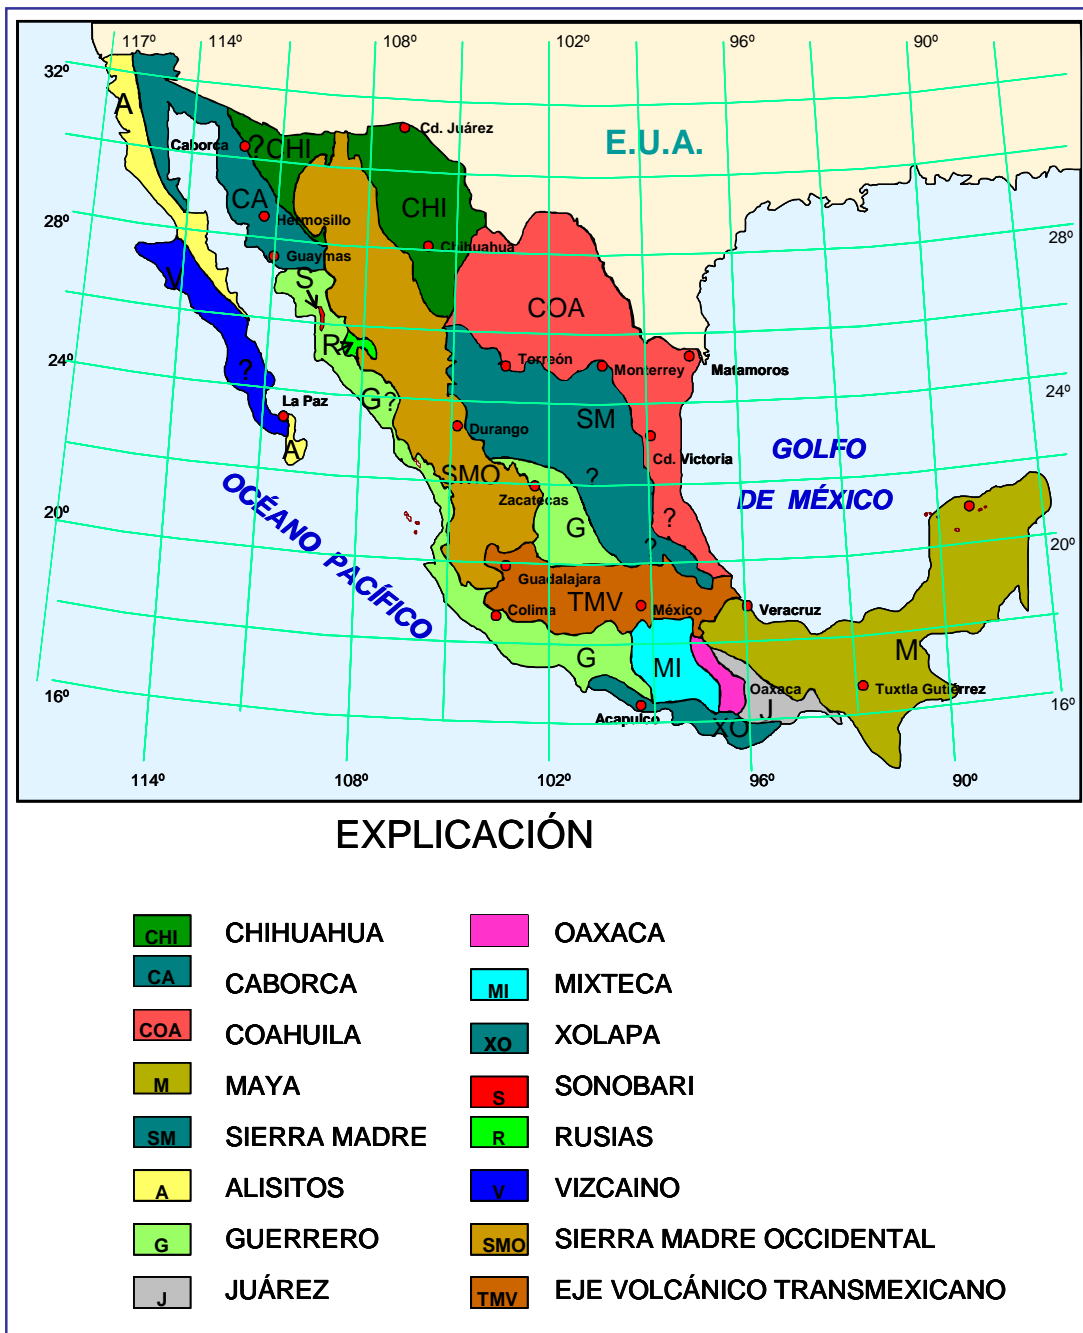 117º 114º 108º 102º 96º 90º
32º
A
Cd. Juárez
E.U.A.
Caborca
? CHI
CA
CHI
28º
Hermosillo
28º
Chihuahua
Guaymas
S
V
COA
R
24º
Torreón
Monterrey
Matamoros
?
G?
24º
La Paz
SM
Durango
A
GOLFO
Cd. Victoria
SMO
?
OCÉANO PACÍFICO
Zacatecas
DE MÉXICO
20º
G
?
?
20º
Guadalajara
TMV
Colima
México
Veracruz
M
G
MI
16º
Oaxaca
Tuxtla Gutiérrez
J
16º
Acapulco
XO
114º 108º 102º 96º 90º
EXPLICACIÓN
CHI CHIHUAHUA
CA CABORCA
COA COAHUILA
M MAYA
SM SIERRA MADRE
A ALISITOS
G GUERRERO
J JUÁREZ
OAXACA
MI MIXTECA
XO XOLAPA
S SONOBARI
R RUSIAS
V VIZCAINO
SMO SIERRA MADRE OCCIDENTAL
TMV EJE VOLCÁNICO TRANSMEXICANO